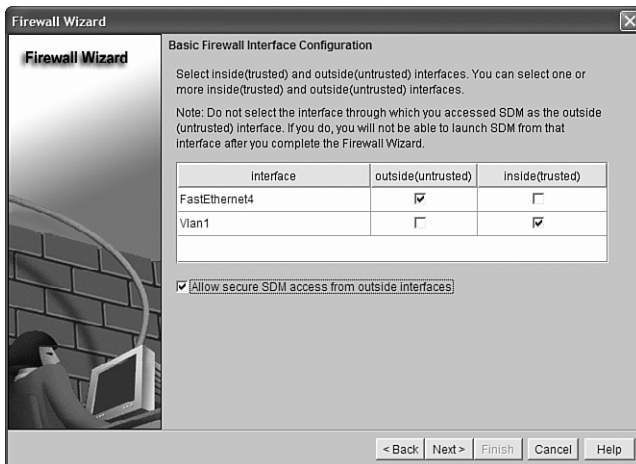 Firewall Wizard
Firewall Wizard
Basic Firewall Interface Configuration
Select inside(trusted) and outside(untrusted) interfaces. You can select one or
more inside(trusted) and outside(untrusted) interfaces.
Note: Do not select the interface through which you accessed SDM as the outside
(untrusted) interface. If you do, you will not be able to launch SDM from that
interface after you complete the Firewall Wizard.
interface outside(untrusted) inside(trusted)
FastEthernet4
Vlan1
Allow secure SDM access from outside interfaces
< Back Next > Finish Cancel Help